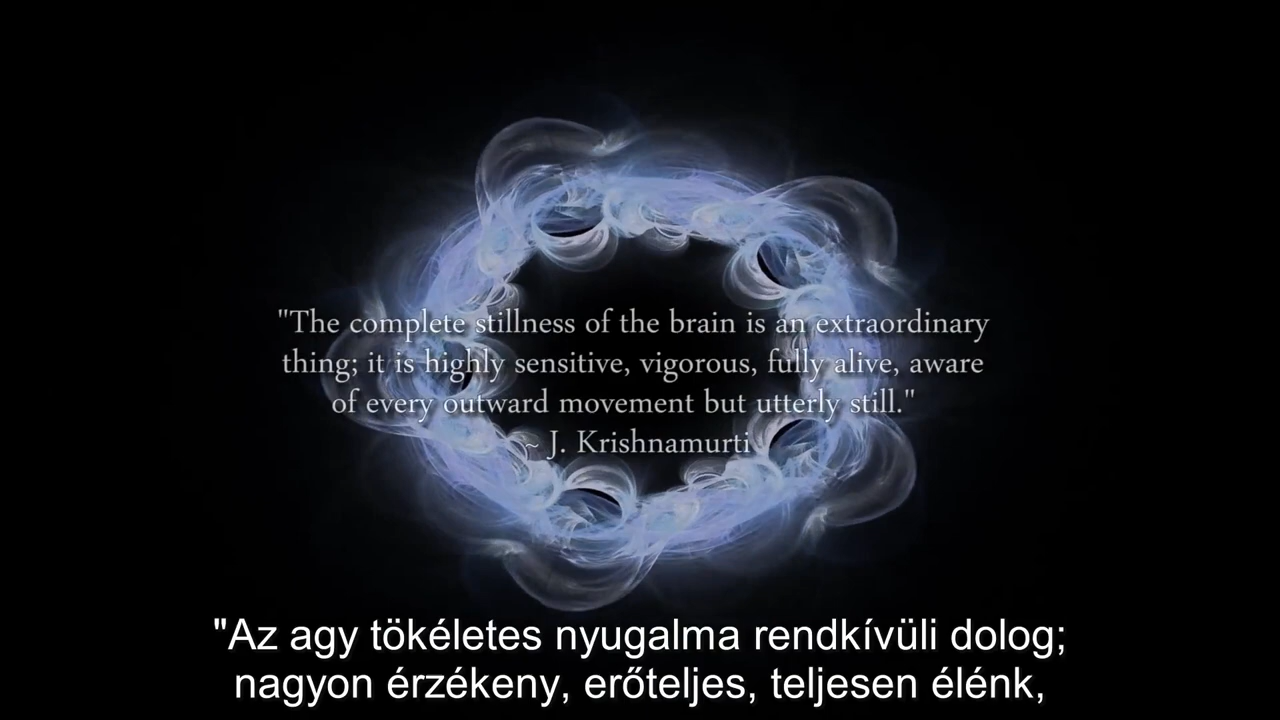 "The complete stillness of the brain is an extraordinary
thing; it is highly sensitive, vigorous, fully alive, aware
of every outward movement but utterly still."
~ J. Krishnamurti
"Az agy tökéletes nyugalma rendkívüli dolog;
nagyon érzékeny, erőteljes, teljesen élénk,